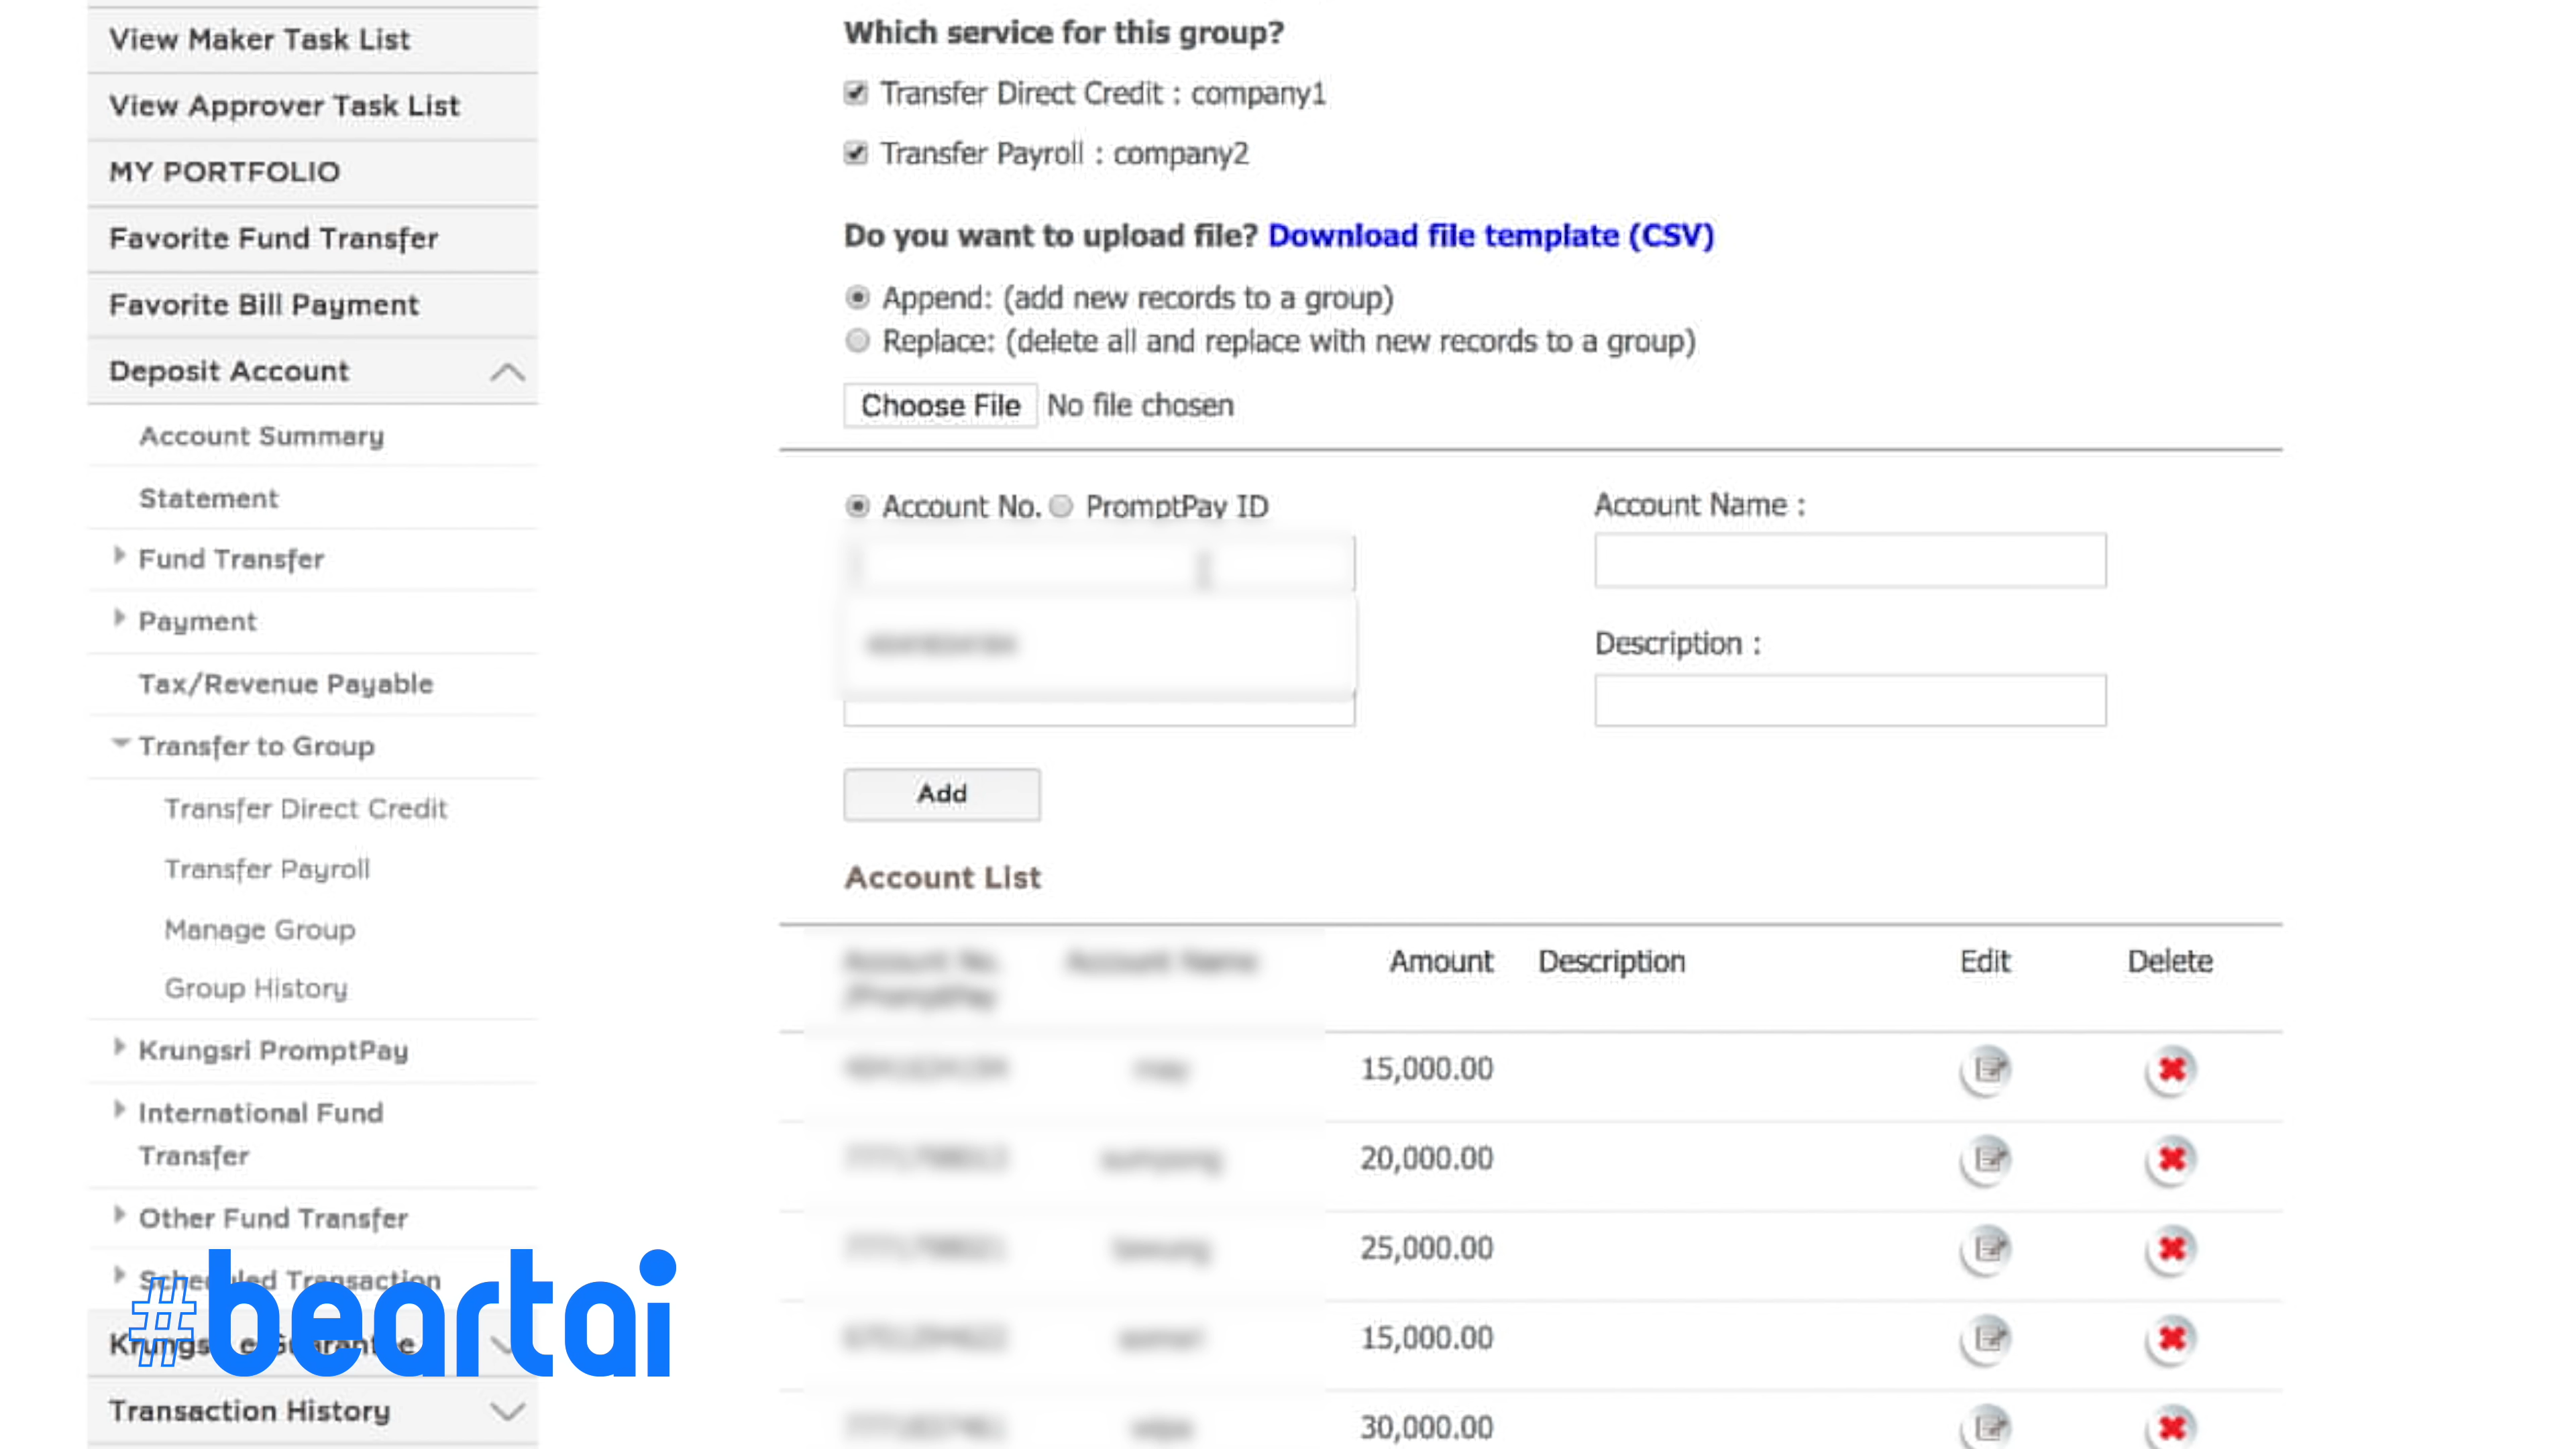 View Maker Task List
View Approver Task List
MY PORTFOLIO
Favorite Fund Transfer
Favorite Bill Payment
Deposit Account
Account Summary
Statement
Fund Transfer
Payment
Tax/Revenue Payable
Transfer to Group
Transfer Direct Credit
Transfer Payroll
Manage Group
Group History
Krungsri PromptPay
International Fund
Transfer
Other Fund Transfer
Scheduled Transaction
#beartai
Transaction History
Which service for this group?
Transfer Direct Credit : company1
Transfer Payroll : company2
Do you want to upload file? Download file template (CSV)
Append: (add new records to a group)
Replace: (delete all and replace with new records to a group)
Choose File No file chosen
Account No. PromptPay ID
Account Name :
Description :
Add
Account List
Amount Description Edit Delete
15,000.00
20,000.00
25,000.00
15,000.00
30,000.00